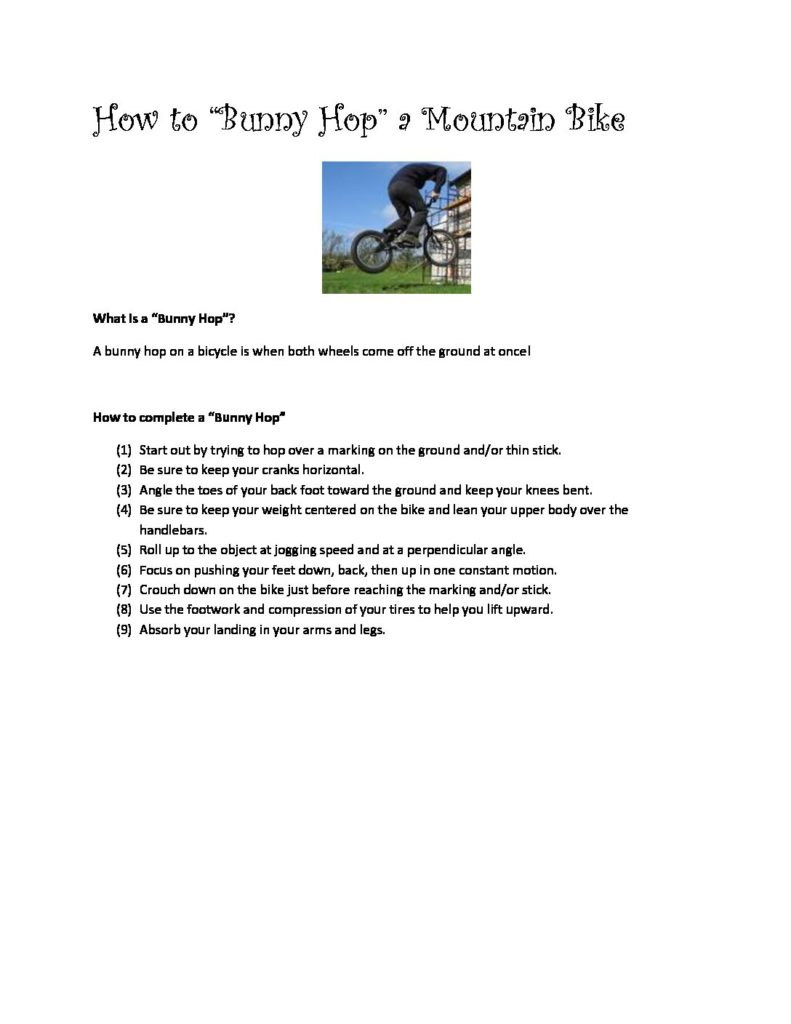 How to “Bunny Hop” a Mountain Bike
What is a “Bunny Hop”?
A bunny hop on a bicycle is when both wheels come off the ground at once!
How to complete a “Bunny Hop”
(1) Start out by trying to hop over a marking on the ground and/or thin stick.
(2) Be sure to keep your cranks horizontal.
(3) Angle the toes of your back foot toward the ground and keep your knees bent.
(4) Be sure to keep your weight centered on the bike and lean your upper body over the
handlebars.
(5) Roll up to the object at jogging speed and at a perpendicular angle.
(6) Focus on pushing your feet down, back, then up in one constant motion.
(7) Crouch down on the bike just before reaching the marking and/or stick.
(8) Use the footwork and compression of your tires to help you lift upward.
(9) Absorb your landing in your arms and legs.